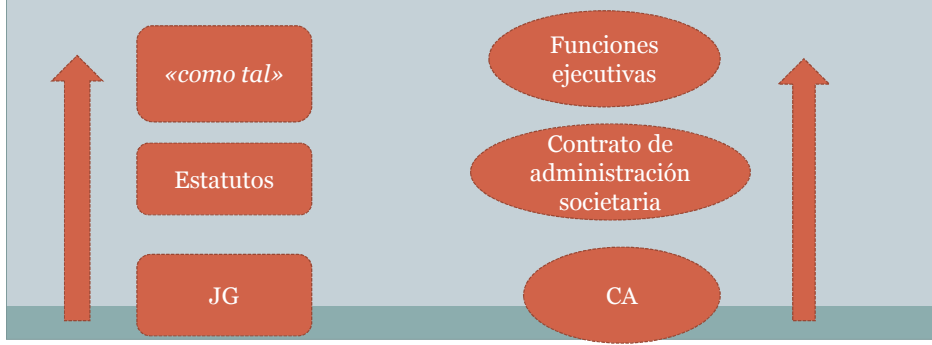 «como tal»
Estatutos
JG
Funciones
ejecutivas
Contrato de
administración
societaria
CA